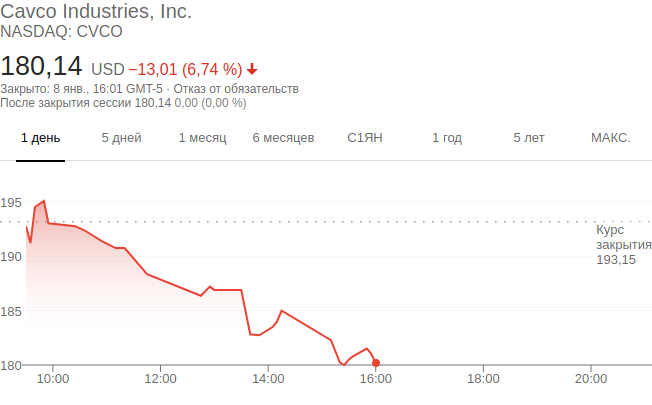 Cavco Industries, Inc.
NASDAQ: CVCO
180,14 USD −13,01 (6,74 %)
Закрыто: 8 янв., 16:01 GMT-5 · Отказ от обязательств
После закрытия сессии 180,14 0,00 (0,00 %)
1 день 5 дней 1 месяц 6 месяцев С1ЯН 1 год 5 лет МАКС.
195
Курс
закрытия
193,15
190
185
180
10:00 12:00 14:00 16:00 18:00 20:00